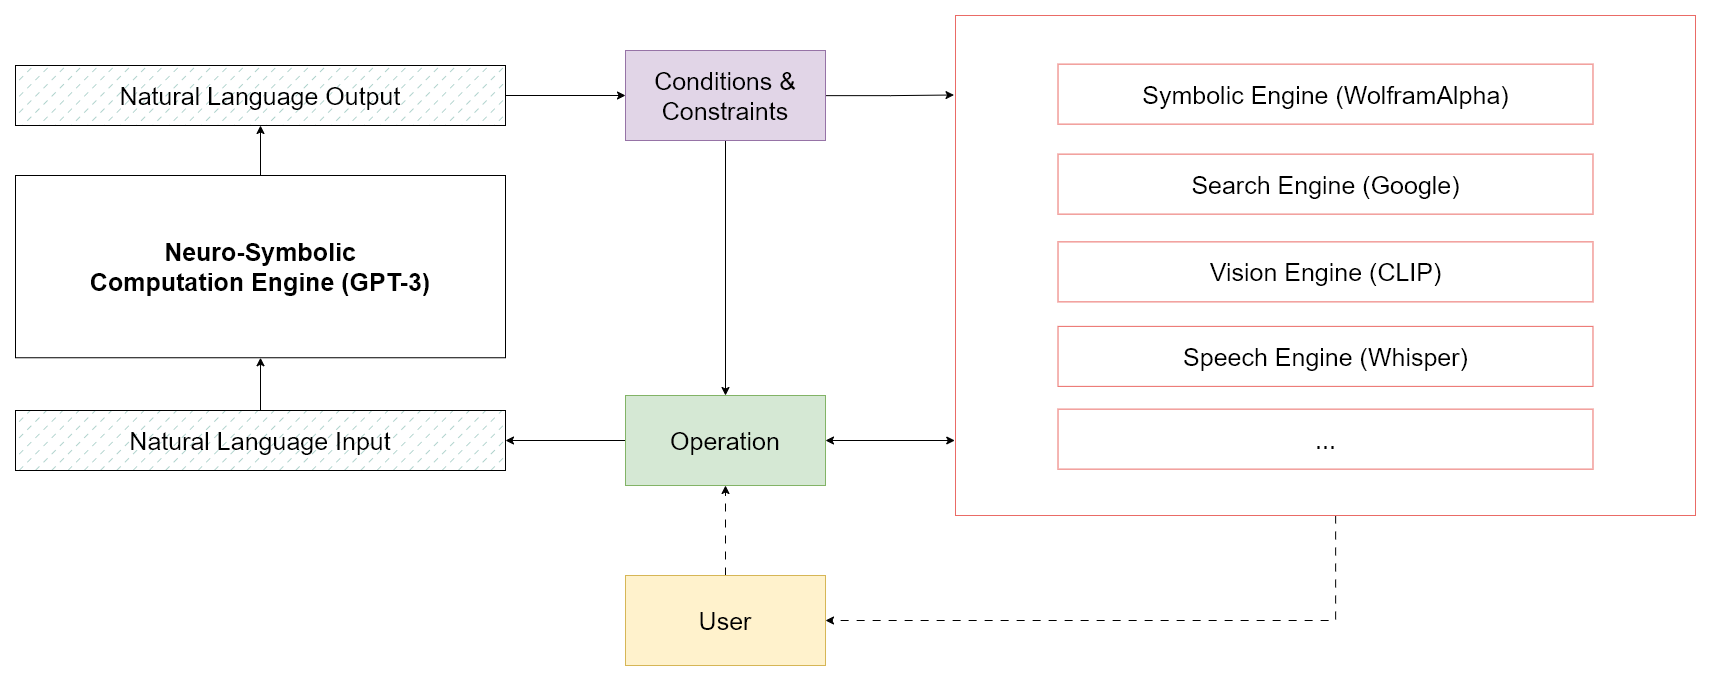 Natural Language Output
Conditions &
Constraints
Symbolic Engine (WolframAlpha)
Search Engine (Google)
Neuro-Symbolic
Computation Engine (GPT-3)
Vision Engine (CLIP)
Speech Engine (Whisper)
Natural Language Input
Operation
...
User